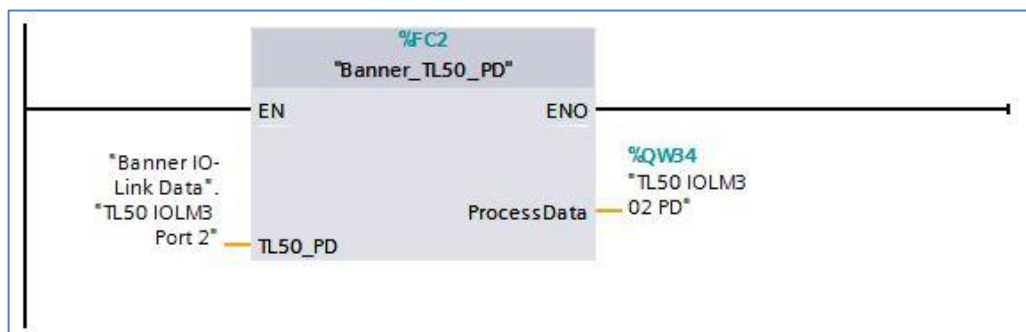 %FC2
"Banner_TL50_PD"
EN ENO
"Banner IO-
Link Data".
"TL50 IOLM3
Port 2"
TL50_PD
%QW34
"TL50 IOLM3
02 PD"
ProcessData